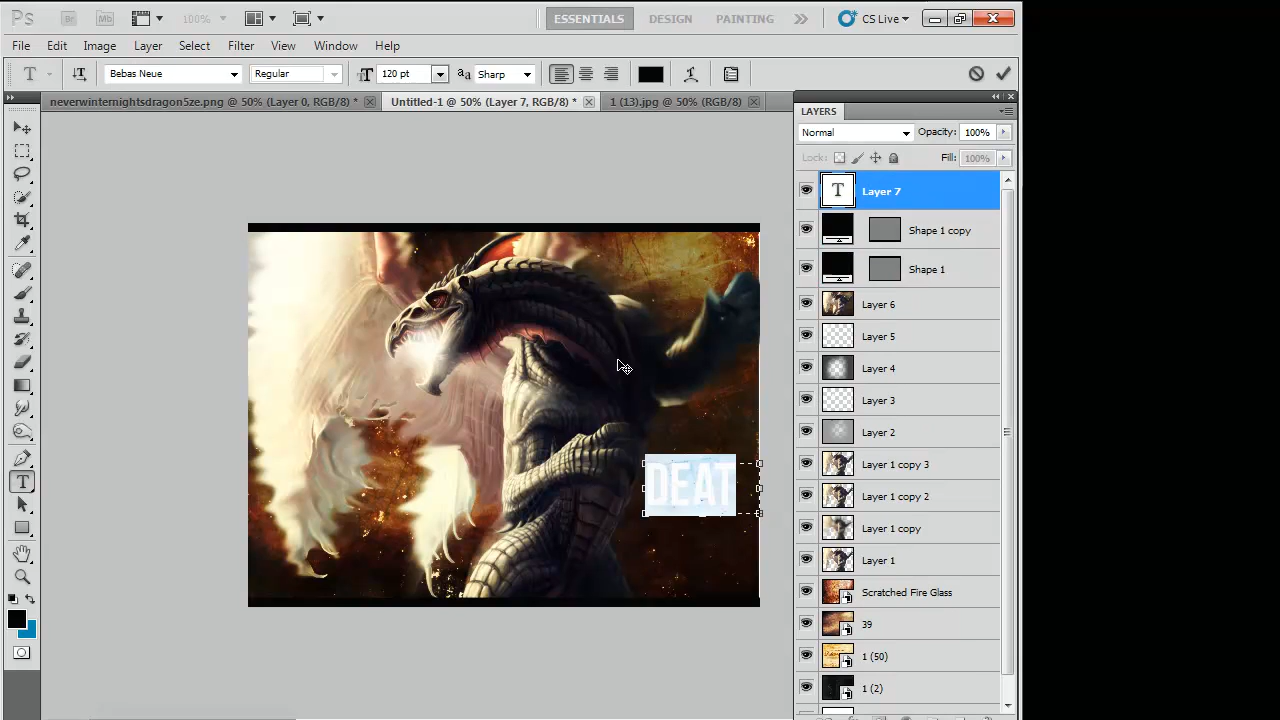 Ps Br Mb 100% ESSENTIALS DESIGN PAINTING CS Live
File Edit Image Layer Select Filter View Window Help
T Bebas Neue Regular 120 pt Sharp
neverwinternightsdragon5ze.png @ 50% (Layer 0, RGB/8) * Untitled-1 @ 50% (Layer 7, RGB/8) * 1 (13).jpg @ 50% (RGB/8)
LAYERS
Normal Opacity: 100%
Lock: Fill: 100%
T Layer 7
Shape 1 copy
Shape 1
Layer 6
Layer 5
Layer 4
Layer 3
Layer 2
Layer 1 copy 3
DEAT
Layer 1 copy 2
Layer 1 copy
Layer 1
Scratched Fire Glass
39
1 (50)
1 (2)